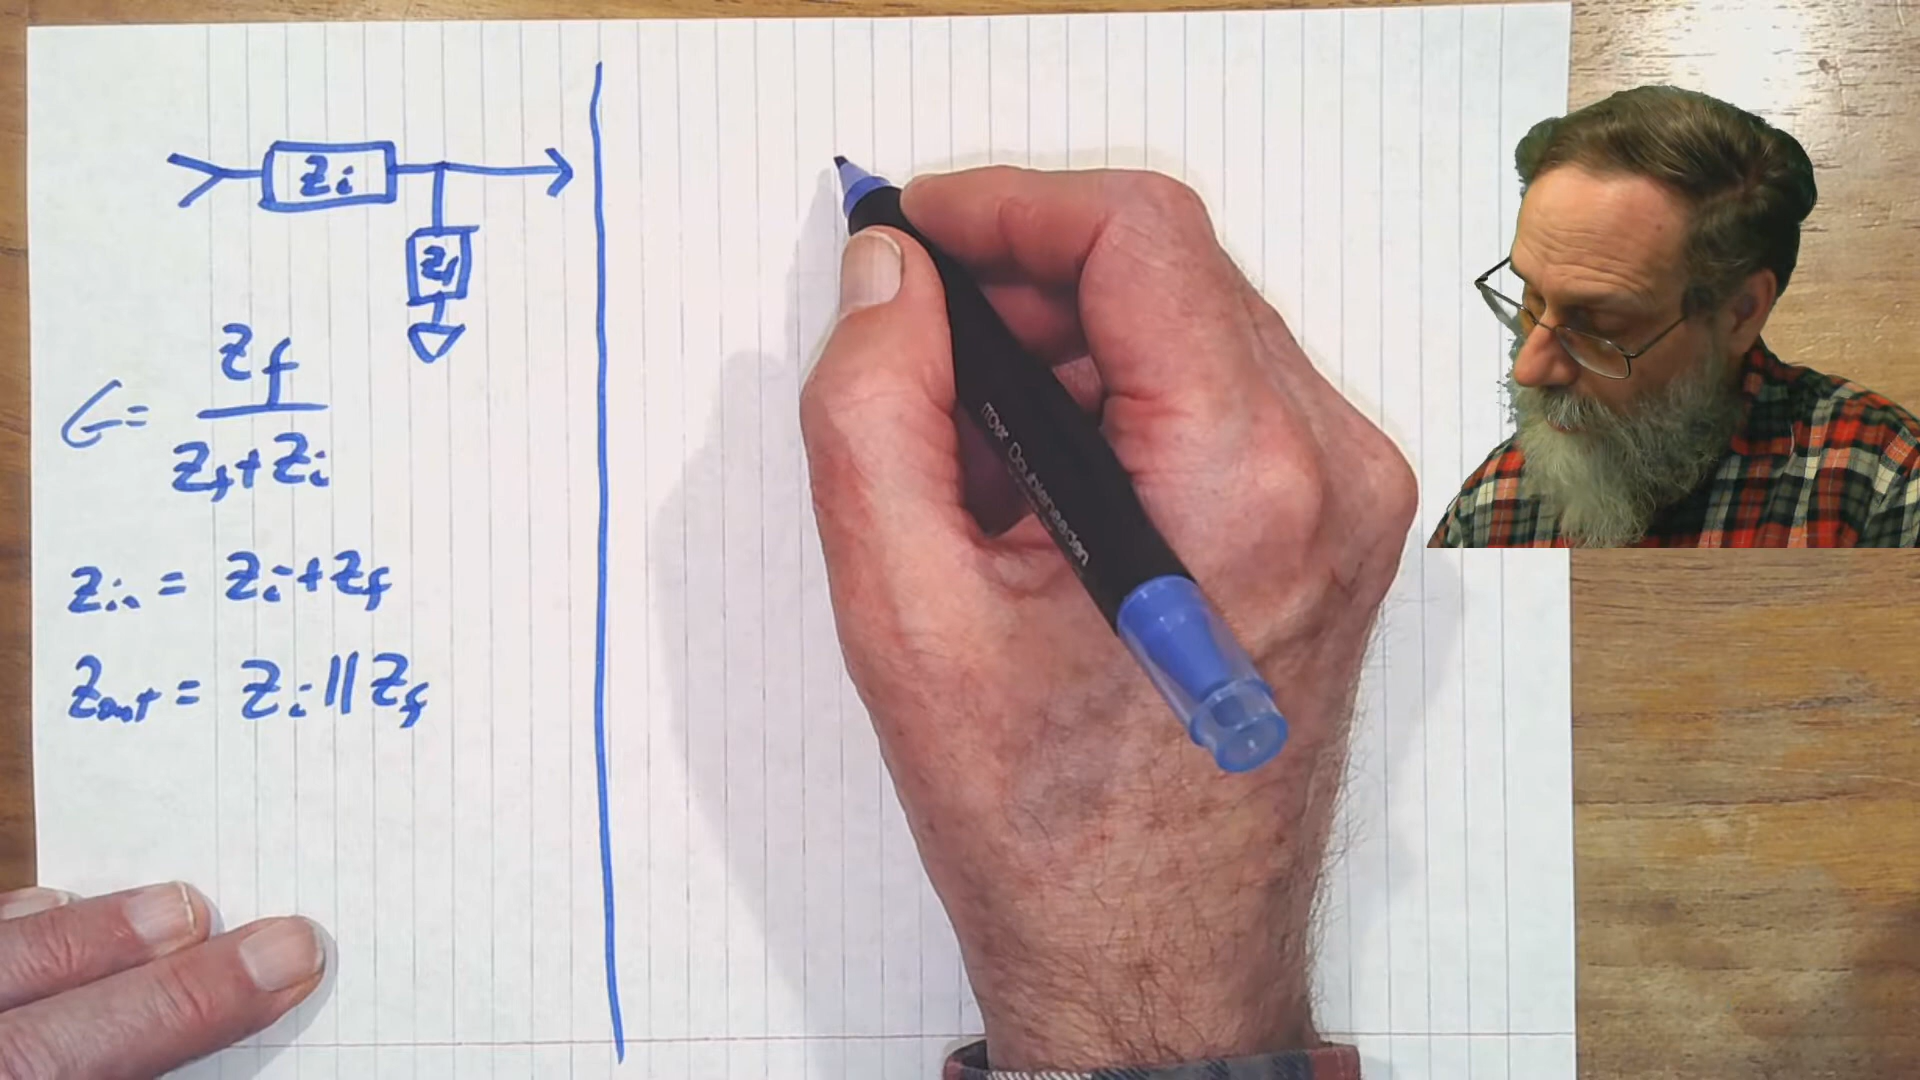 Zi
Zf
G = Zf / Zf + Zi
Zin = Zi + Zf
Zout = Zi || Zf